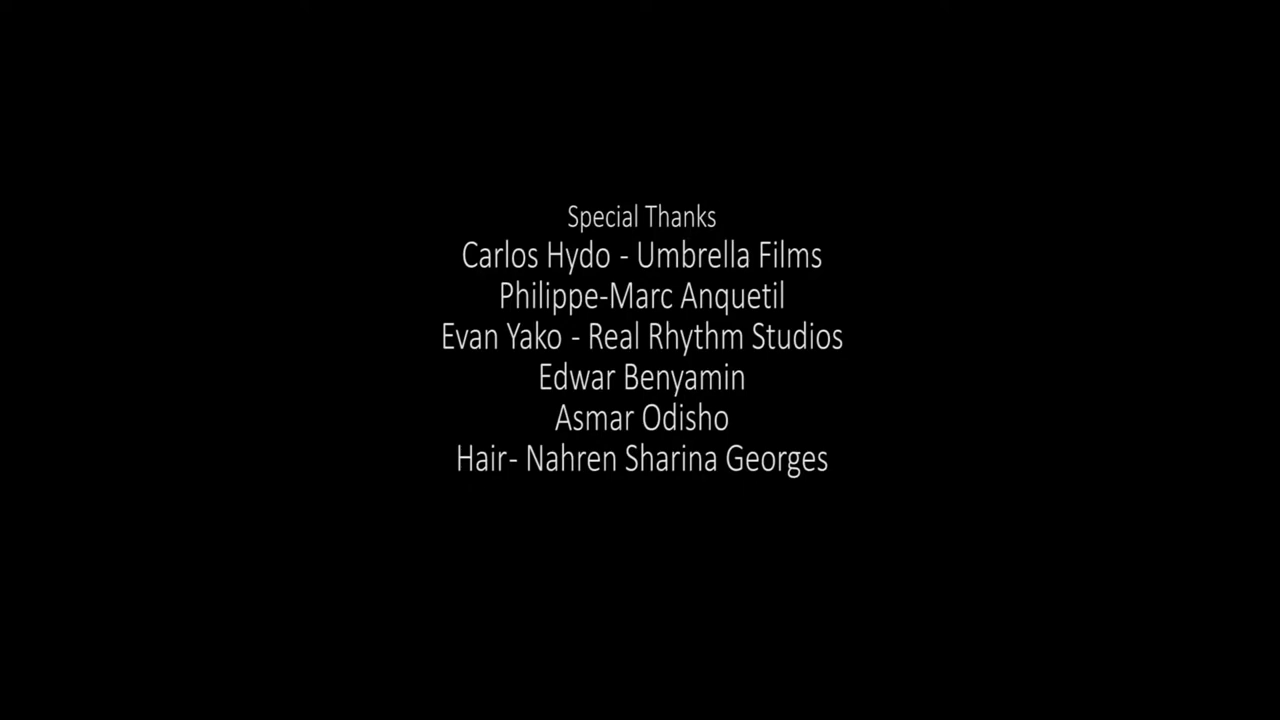 Special Thanks
Carlos Hydo - Umbrella Films
Philippe-Marc Anquetil
Evan Yako - Real Rhythm Studios
Edwar Benyamin
Asmar Odisho
Hair- Nahren Sharina Georges